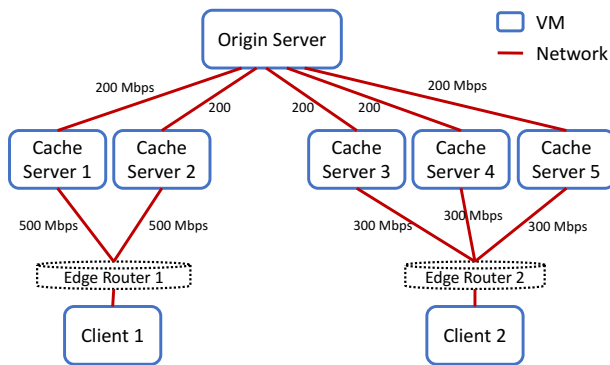 Origin Server
VM
Network
200 Mbps
200
200
200
200 Mbps
Cache
Server 1
Cache
Server 2
Cache
Server 3
Cache
Server 4
Cache
Server 5
500 Mbps
500 Mbps
300 Mbps
300 Mbps
300 Mbps
Edge Router 1
Edge Router 2
Client 1
Client 2